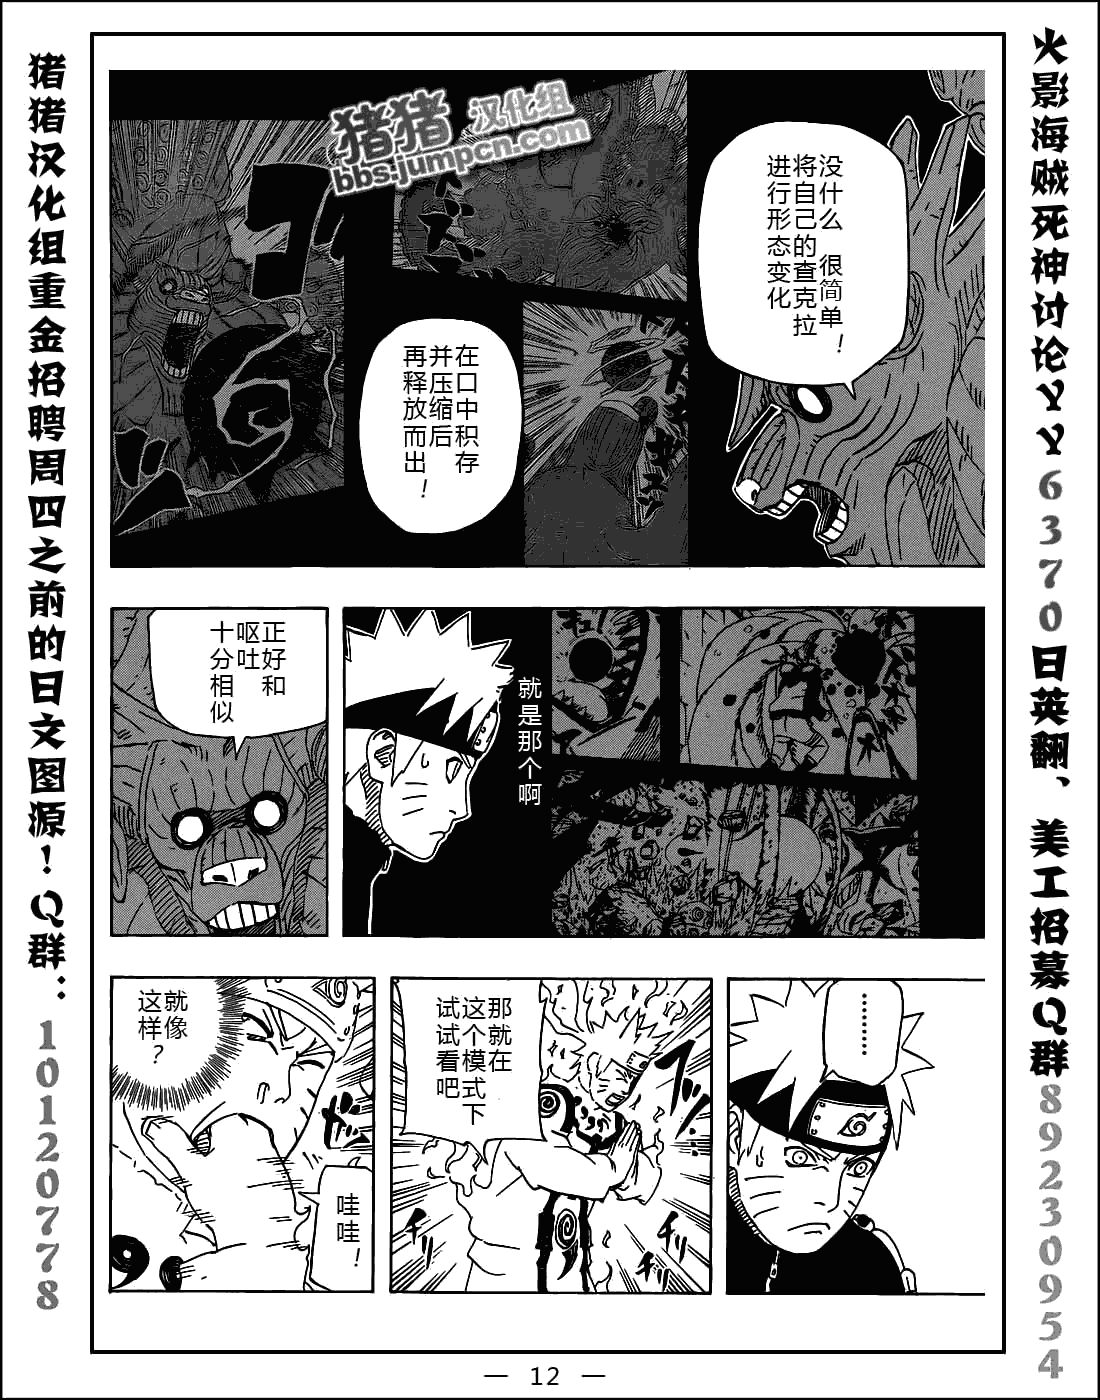 猪猪汉化组
bbs.jumpcn.com
没什么 很简单!
将自己的查克拉
进行形态变化
在口中积存
并压缩后
再释放而出!
就是那个啊
正好和
呕吐
十分相似
………
那就在
这个模式下
试试看吧
就像
这样?
哇
哇!
猪猪汉化组重金招聘周四之前的日文图源!Q群:10120778
火影海贼死神讨论YY6370日英翻、美工招募Q群89230954
— 12 —